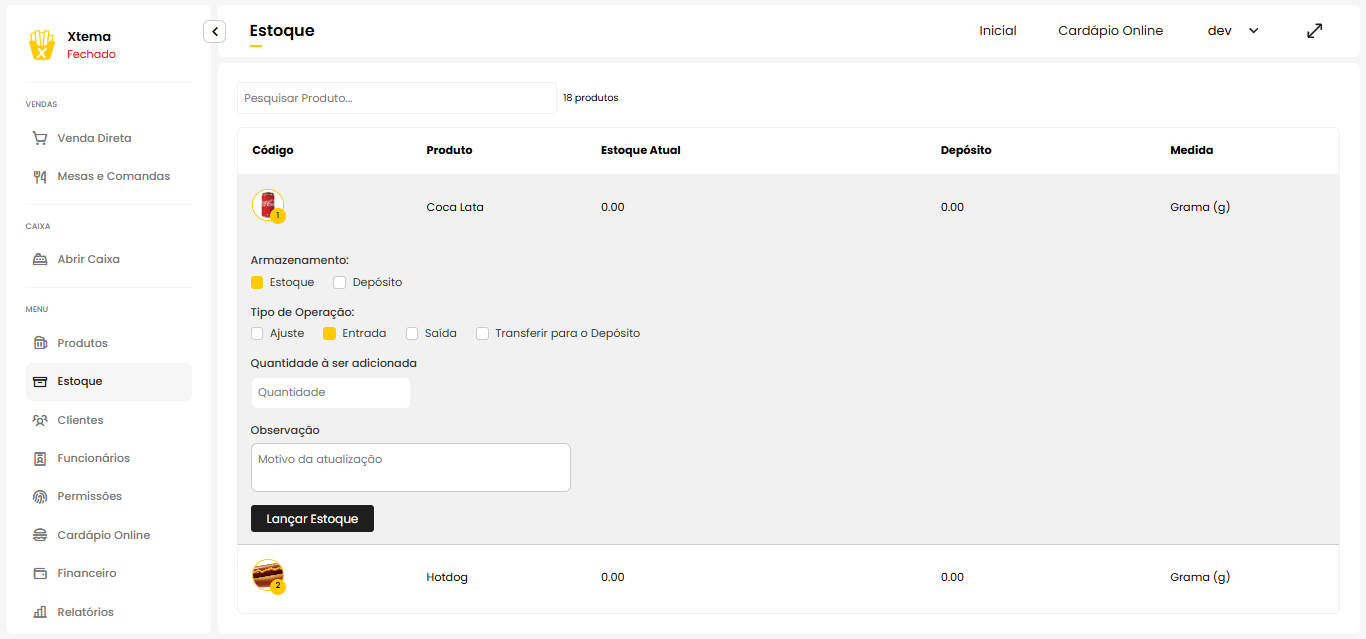 Xtema
Fechado
VENDAS
Venda Direta
Mesas e Comandas
CAIXA
Abrir Caixa
MENU
Produtos
Estoque
Clientes
Funcionários
Permissões
Cardápio Online
Financeiro
Relatórios
Estoque
Inicial
Cardápio Online
dev
Pesquisar Produto...
18 produtos
Código Produto Estoque Atual Depósito Medida
1 Coca Lata 0.00 0.00 Grama (g)
Armazenamento:
Estoque Depósito
Tipo de Operação:
Ajuste Entrada Saída Transferir para o Depósito
Quantidade à ser adicionada
Quantidade
Observação
Motivo da atualização
Lançar Estoque
2 Hotdog 0.00 0.00 Grama (g)